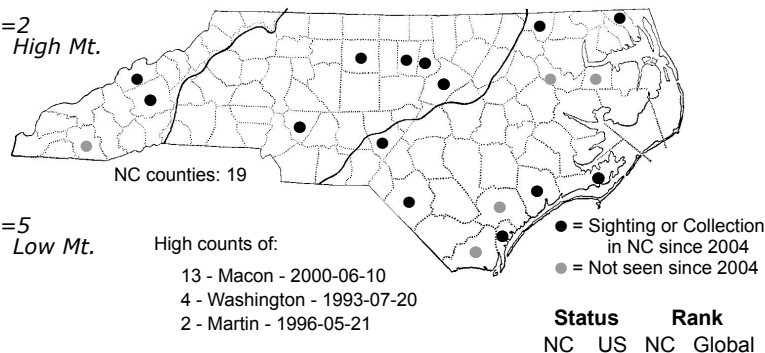 =2
High Mt.
NC counties: 19
=5
Low Mt.
High counts of:
13 - Macon - 2000-06-10
4 - Washington - 1993-07-20
2 - Martin - 1996-05-21
= Sighting or Collection
in NC since 2004
= Not seen since 2004
Status Rank
NC US NC Global